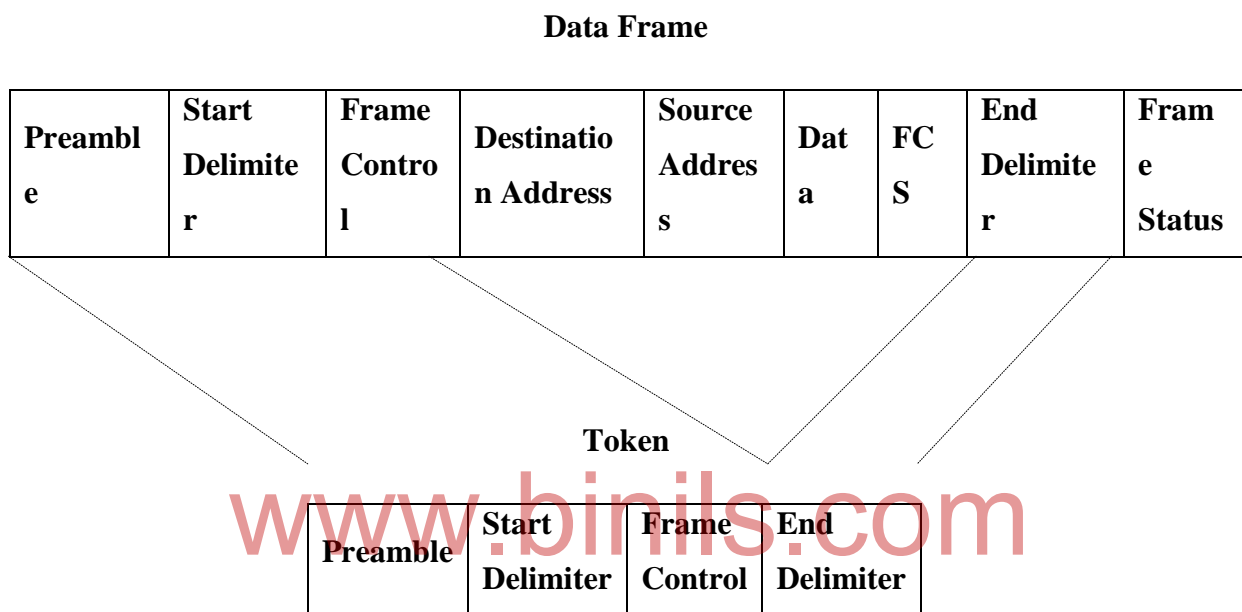 Data Frame
Preambl
e
Start
Delimite
r
Frame
Contro
l
Destinatio
n Address
Source
Addres
s
Dat
a
FC
S
End
Delimite
r
Fram
e
Status
Token
www.binils.com
Preamble
Start
Delimiter
Frame
Control
End
Delimiter